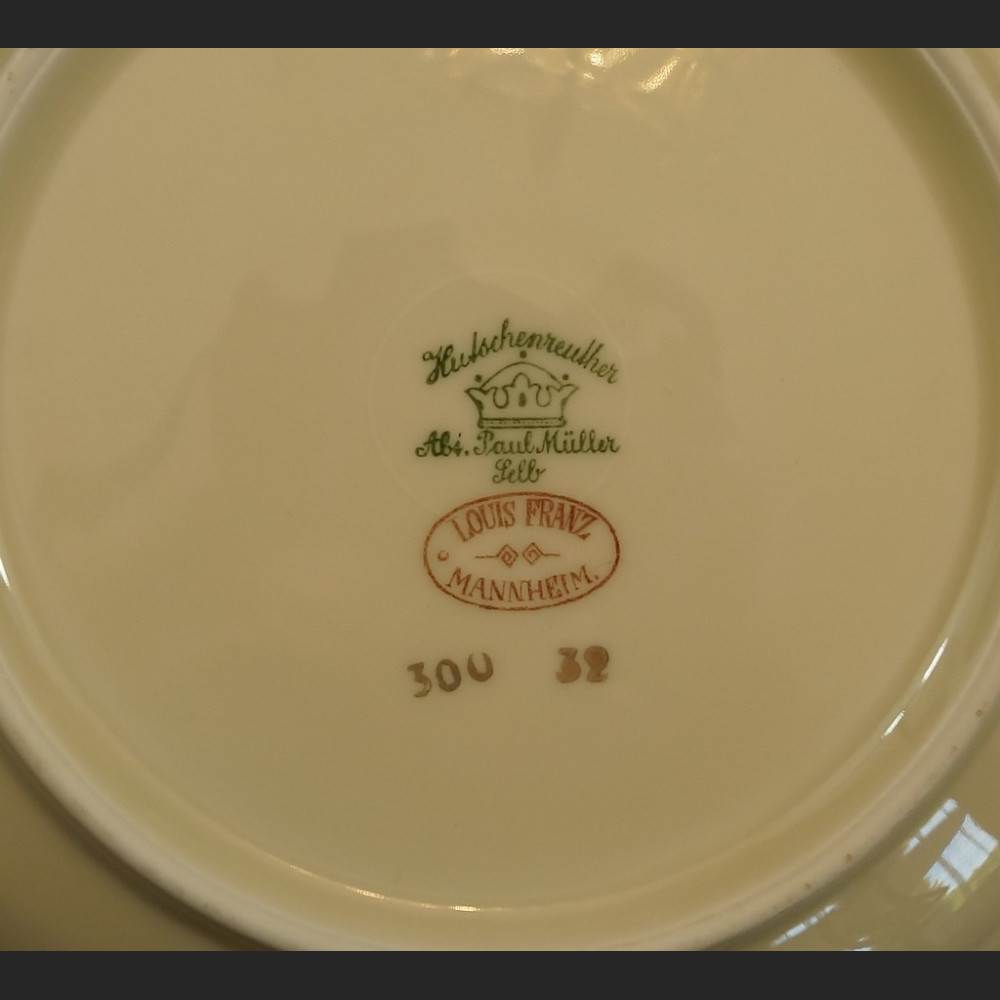 Hutschenreuther
Abt. Paul Müller
Selb
LOUIS FRANZ
MANNHEIM.
300 32